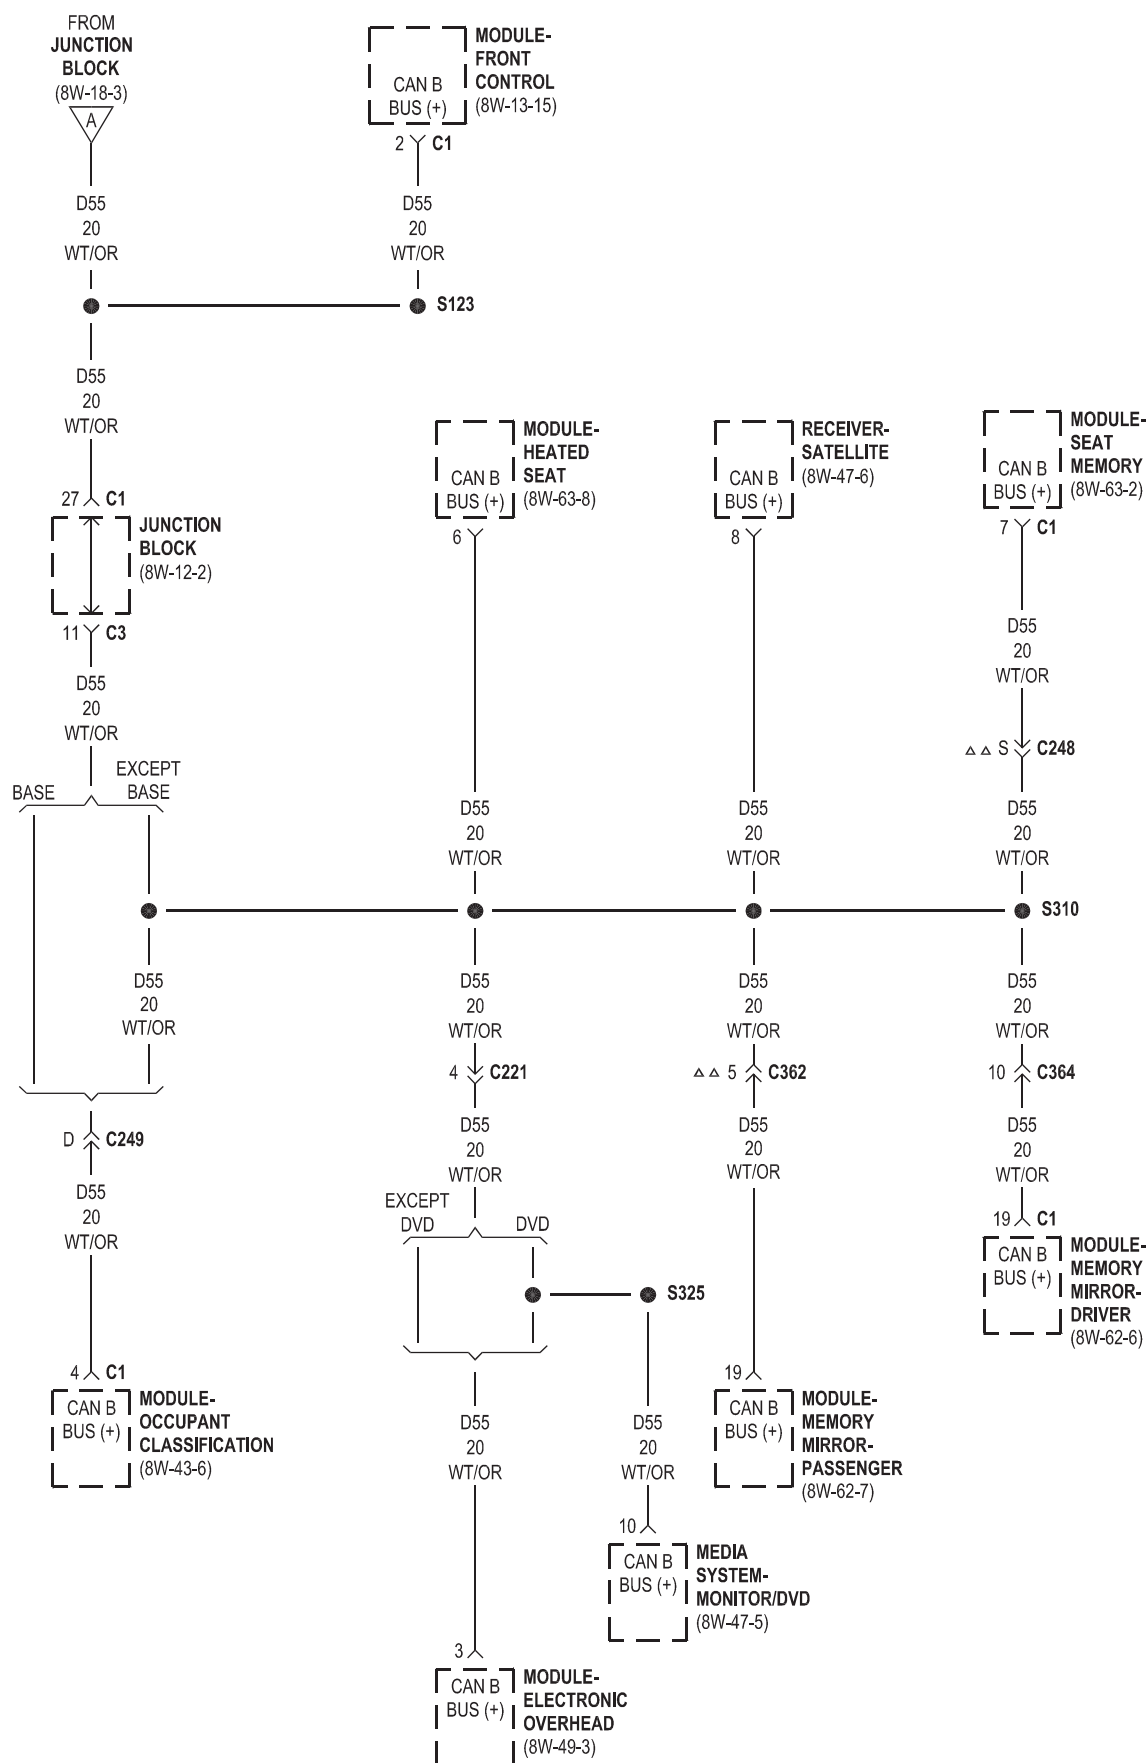 FROM
JUNCTION
BLOCK
(8W-18-3)
A
MODULE-
FRONT
CONTROL
(8W-13-15)
CAN B
BUS (+)
2 C1
D55
20
WT/OR
D55
20
WT/OR
S123
D55
20
WT/OR
27 C1
JUNCTION
BLOCK
(8W-12-2)
11 C3
D55
20
WT/OR
MODULE-
HEATED
SEAT
(8W-63-8)
CAN B
BUS (+)
6
RECEIVER-
SATELLITE
(8W-47-6)
CAN B
BUS (+)
8
MODULE-
SEAT
MEMORY
(8W-63-2)
CAN B
BUS (+)
7 C1
D55
20
WT/OR
S C248
BASE
EXCEPT
BASE
D55
20
WT/OR
D55
20
WT/OR
D55
20
WT/OR
S310
D55
20
WT/OR
D55
20
WT/OR
D55
20
WT/OR
D55
20
WT/OR
4 C221
5 C362
10 C364
D C249
D55
20
WT/OR
D55
20
WT/OR
D55
20
WT/OR
D55
20
WT/OR
EXCEPT
DVD
DVD
S325
19 C1
CAN B
BUS (+)
MODULE-
MEMORY
MIRROR-
DRIVER
(8W-62-6)
4 C1
CAN B
BUS (+)
MODULE-
OCCUPANT
CLASSIFICATION
(8W-43-6)
D55
20
WT/OR
D55
20
WT/OR
19
CAN B
BUS (+)
MODULE-
MEMORY
MIRROR-
PASSENGER
(8W-62-7)
10
CAN B
BUS (+)
MEDIA
SYSTEM-
MONITOR/DVD
(8W-47-5)
3
CAN B
BUS (+)
MODULE-
ELECTRONIC
OVERHEAD
(8W-49-3)